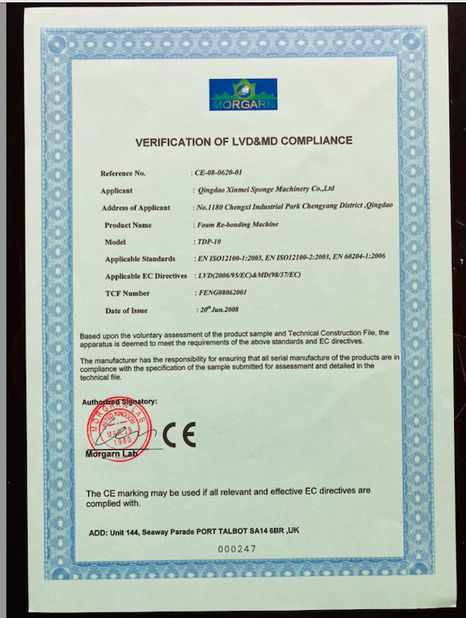 MORGARN
VERIFICATION OF LVD&MD COMPLIANCE
Reference No. : CE-08-0620-01
Applicant : Qingdao Xinmei Sponge Machinery Co.,Ltd
Address of Applicant : No.1180 Chengxi Industrial Park Chengyang District ,Qingdao
Product Name : Foam Re-bonding Machine
Model : TDP-10
Applicable Standards : EN ISO12100-1:2003, EN ISO12100-2:2003, EN 60204-1:2006
Applicable EC Directives : LVD(2006/95/EC)&MD(98/37/EC)
TCF Number : FENG08062001
Date of Issue : 20thJun.2008
Based upon the voluntary assessment of the product sample and Technical Construction File, the
apparatus is deemed to meet the requirements of the above standards and EC directives.
The manufacturer has the responsibility for ensuring that all serial manufacture of the products are in
compliance with the specification of the sample submitted for assessment and detailed in the
technical file.
Authorized Signatory:
MORGARN LAB
UNITED KINGDOM
1980
CE
Morgarn Lab
The CE marking may be used if all relevant and effective EC directives are
complied with.
ADD: Unit 144, Seaway Parade PORT TALBOT SA14 6BR ,UK
000247